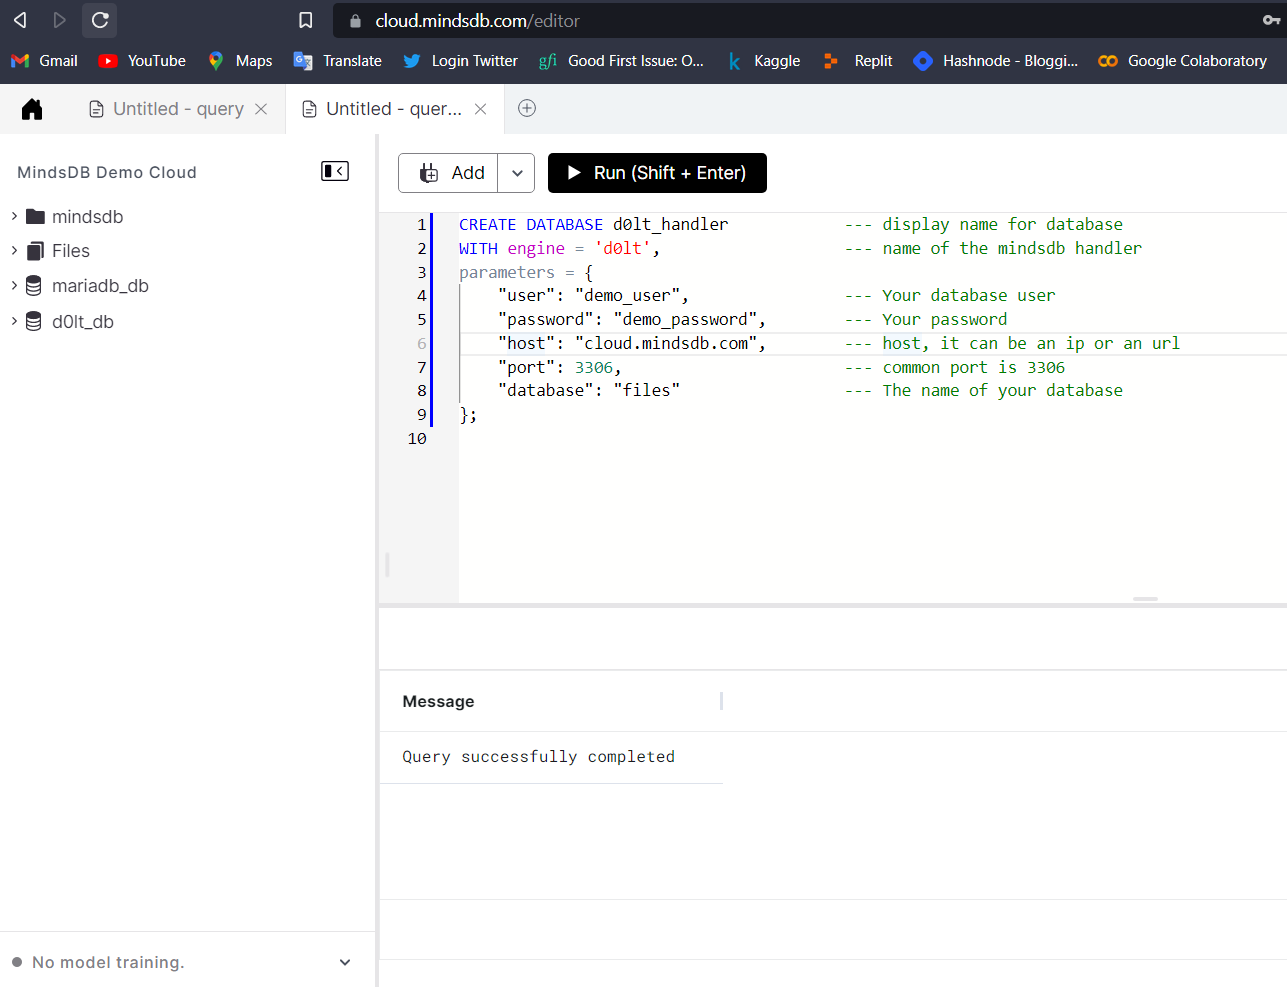 cloud.mindsdb.com/editor
Gmail YouTube Maps Translate Login Twitter gfi Good First Issue: O... Kaggle Replit Hashnode - Bloggi... Google Colaboratory
Untitled - query Untitled - quer...
MindsDB Demo Cloud
mindsdb
Files
mariadb_db
d0lt_db
No model training.
Add Run (Shift + Enter)
1 CREATE DATABASE d0lt_handler --- display name for database
2 WITH engine = 'd0lt', --- name of the mindsdb handler
3 parameters = {
4 "user": "demo_user", --- Your database user
5 "password": "demo_password", --- Your password
6 "host": "cloud.mindsdb.com", --- host, it can be an ip or an url
7 "port": 3306, --- common port is 3306
8 "database": "files" --- The name of your database
9 };
10
Message
Query successfully completed